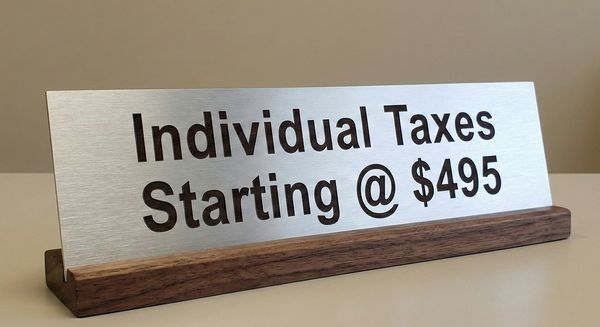 Individual Taxes
Starting @ $495